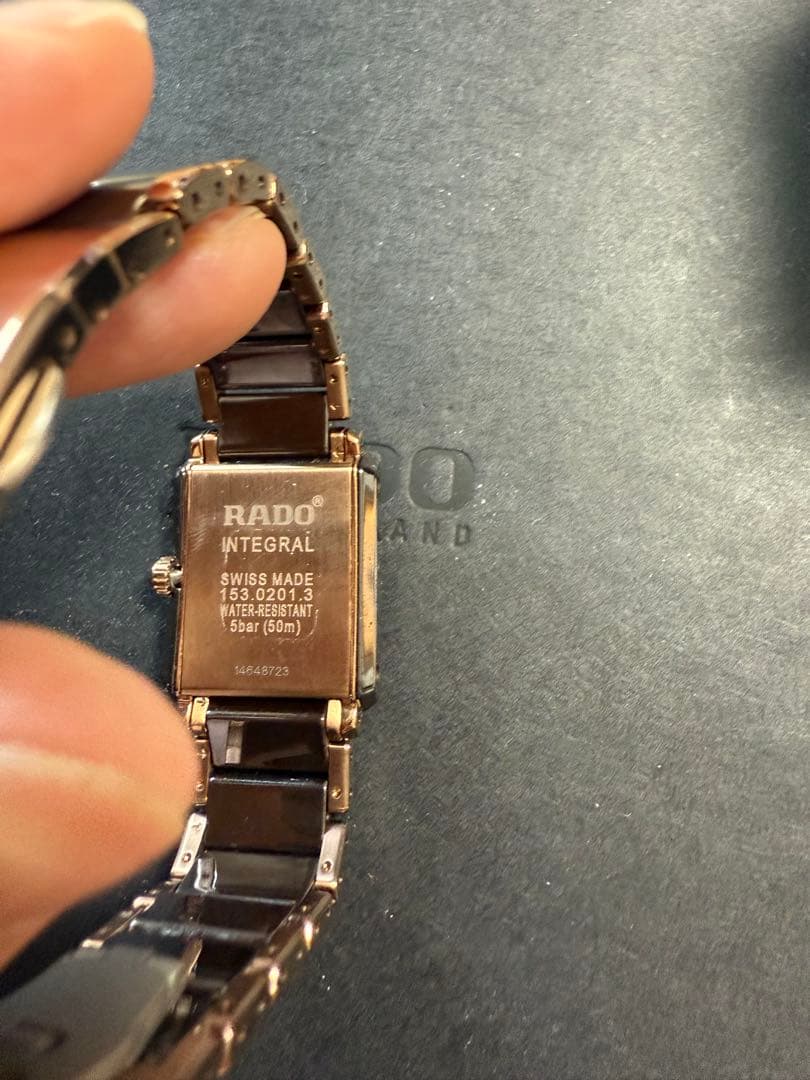 RADO®
INTEGRAL
SWISS MADE
153.0201.3
WATER-RESISTANT
5bar (50m)
14648723